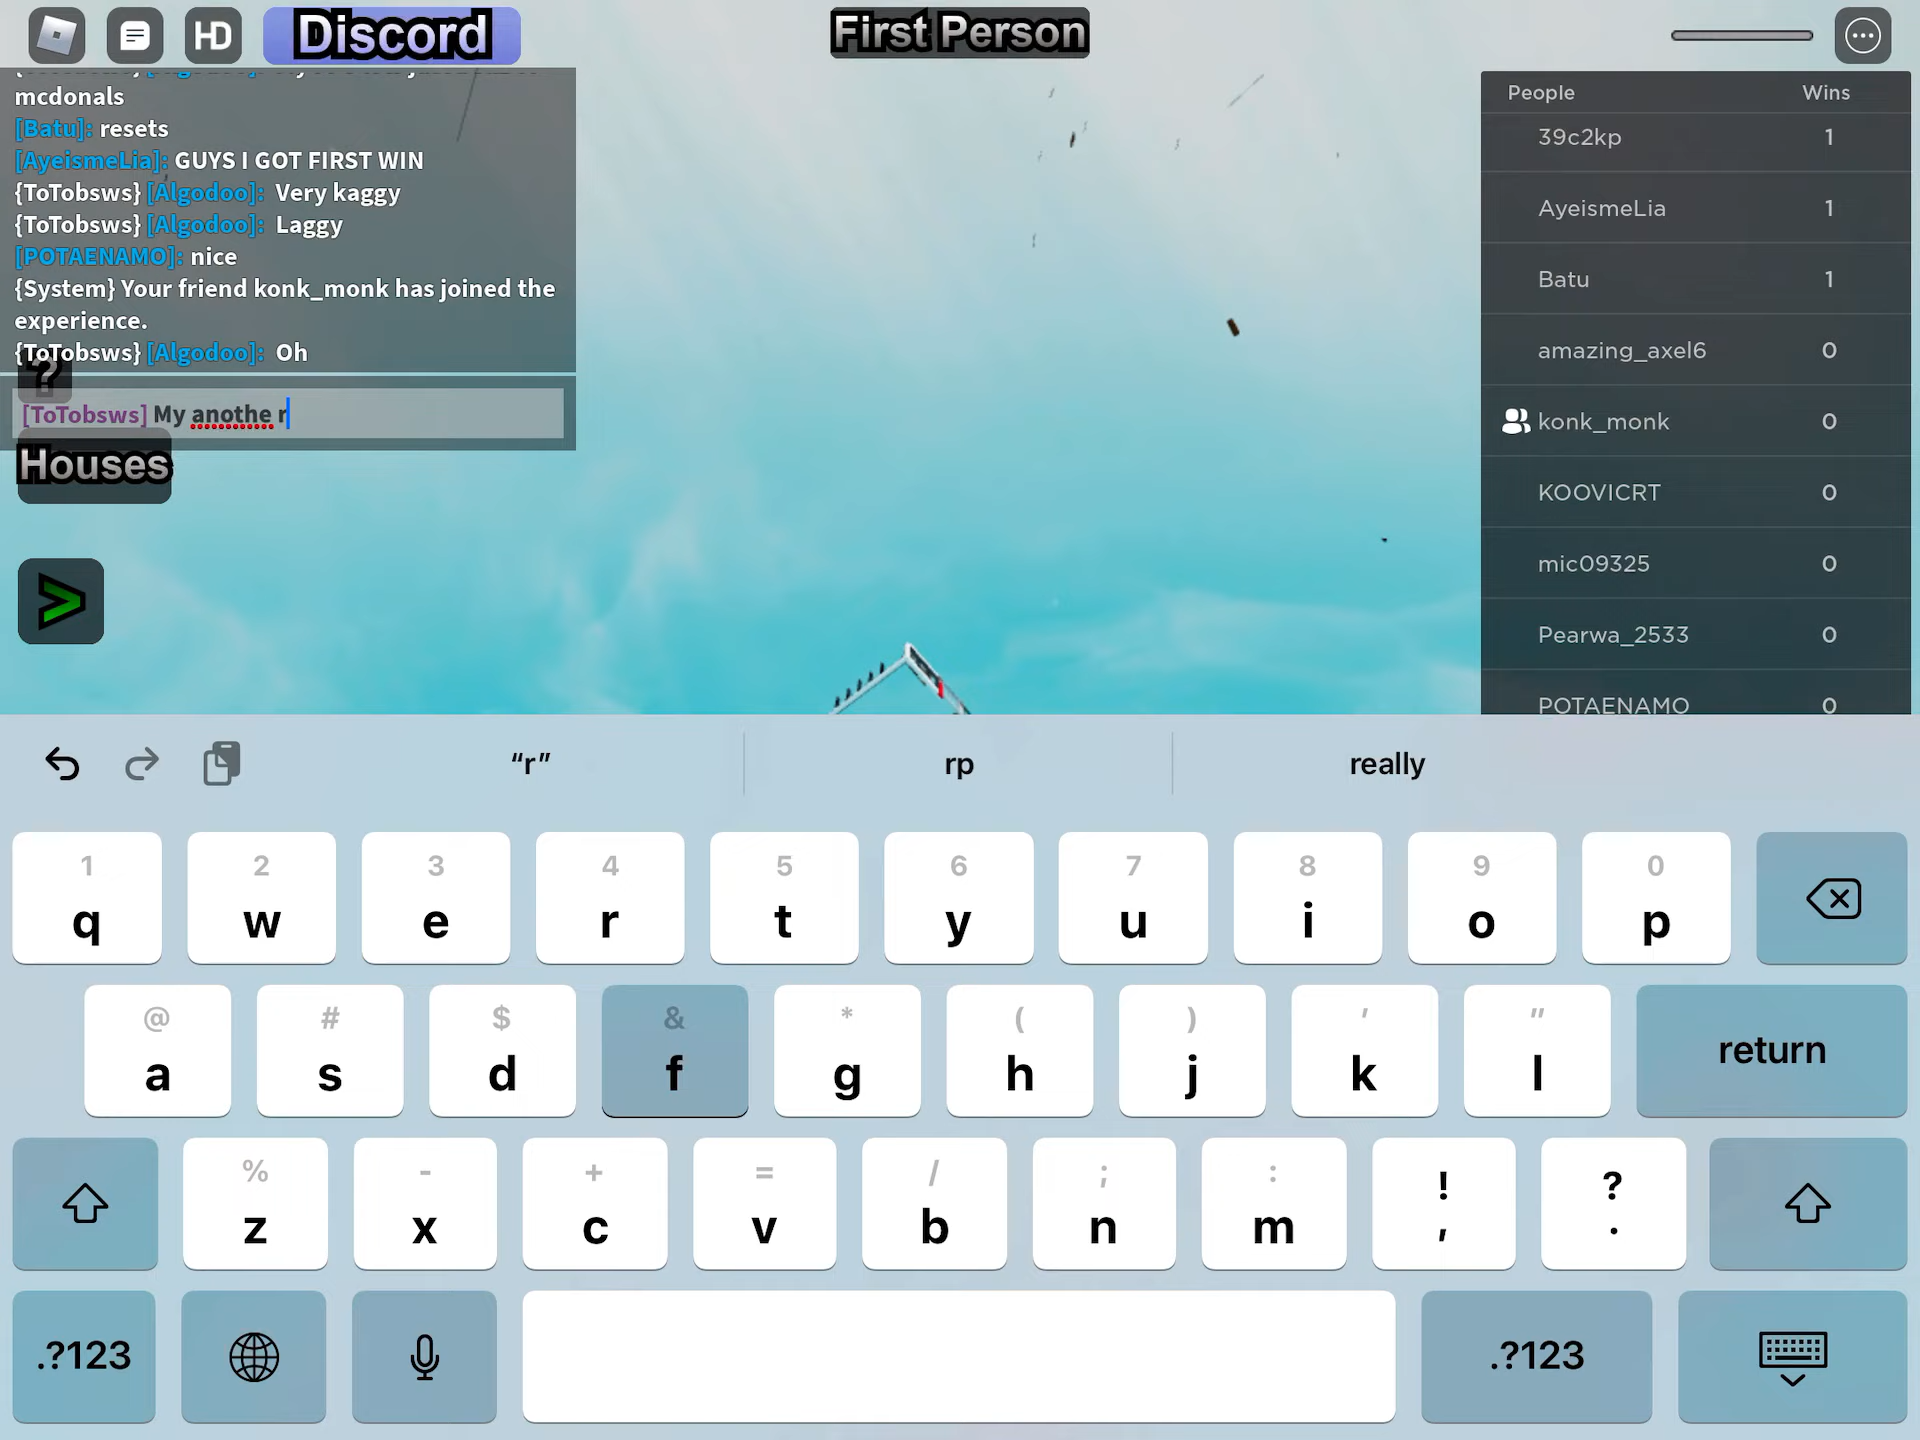 HD
Discord
First Person
mcdonals
[Batu]: resets
[AyeismeLia]: GUYS I GOT FIRST WIN
{ToTobsws} [Algodoo]: Very kaggy
{ToTobsws} [Algodoo]: Laggy
[POTAENAMO]: nice
{System} Your friend konk_monk has joined the
experience.
{ToTobsws} [Algodoo]: Oh
?
[ToTobsws] My anothe r
Houses
>
People Wins
39c2kp 1
AyeismeLia 1
Batu 1
amazing_axel6 0
konk_monk 0
KOOVICRT 0
mic09325 0
Pearwa_2533 0
POTAENAMO 0
“r” rp really
1 2 3 4 5 6 7 8 9 0
q w e r t y u i o p
@ # $ & * ( ) ' "
a s d f g h j k l return
% - + = / ; : ! ?
z x c v b n m , .
.?123 .?123